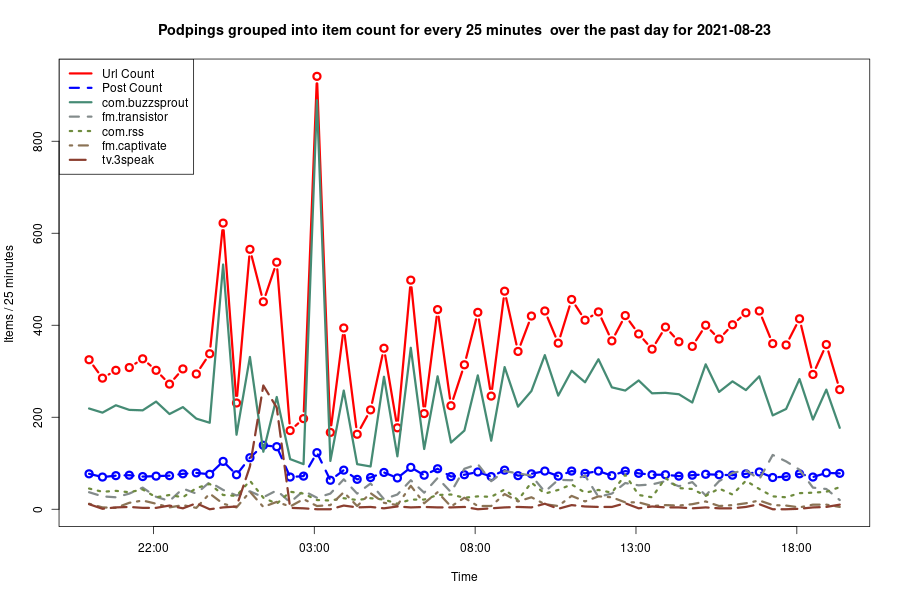 Podpings grouped into item count for every 25 minutes  over the past day for 2021-08-23
Url Count
Post Count
com.buzzsprout
fm.transistor
com.rss
fm.captivate
tv.3speak
Items / 25 minutes
800
600
400
200
0
22:00 03:00 08:00 13:00 18:00
Time